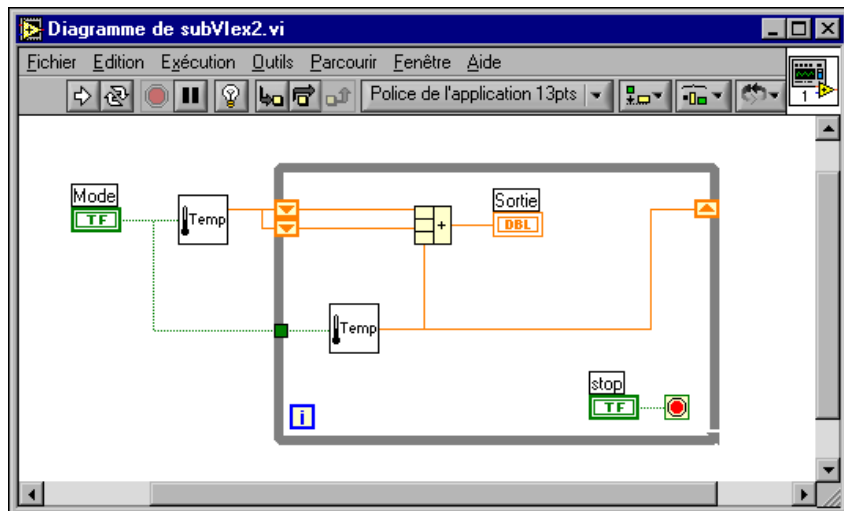 Diagramme de subVIex2.vi
Fichier Edition Exécution Outils Parcourir Fenêtre Aide
Police de l'application 13pts
1
Mode
TF
Temp
Sortie
DBL
+
Temp
stop
TF
i